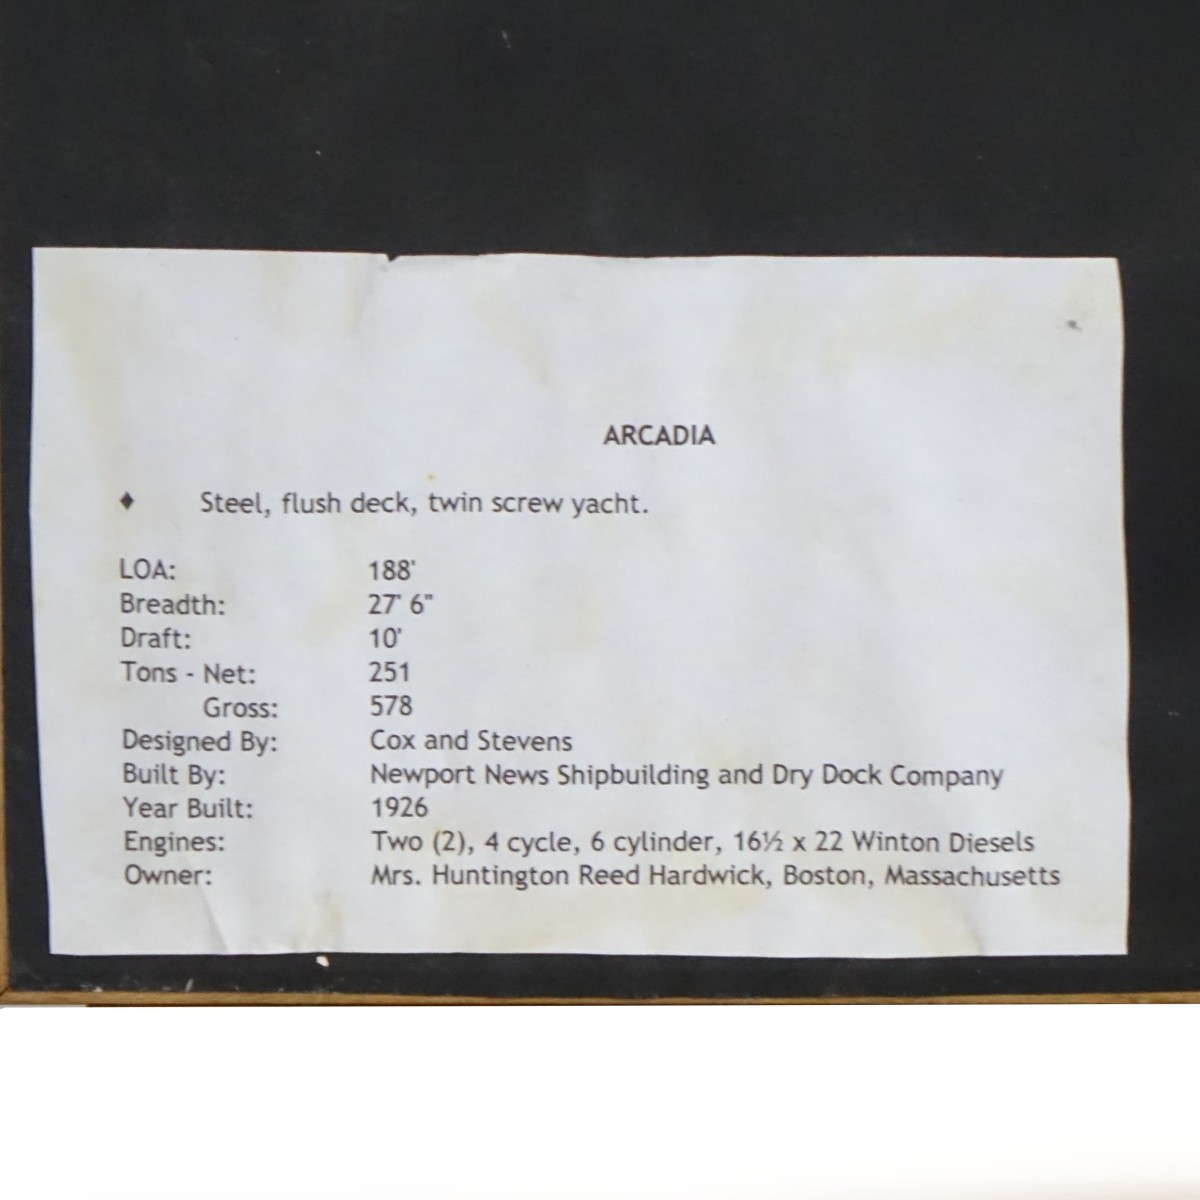 ARCADIA
♦ Steel, flush deck, twin screw yacht.
LOA: 188'
Breadth: 27' 6"
Draft: 10'
Tons - Net: 251
Gross: 578
Designed By: Cox and Stevens
Built By: Newport News Shipbuilding and Dry Dock Company
Year Built: 1926
Engines: Two (2), 4 cycle, 6 cylinder, 16½ x 22 Winton Diesels
Owner: Mrs. Huntington Reed Hardwick, Boston, Massachusetts